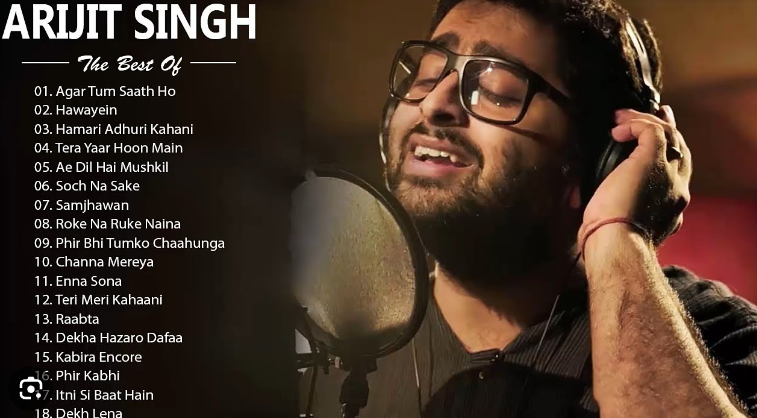 ARIJIT SINGH
The Best Of
01. Agar Tum Saath Ho
02. Hawayein
03. Hamari Adhuri Kahani
04. Tera Yaar Hoon Main
05. Ae Dil Hai Mushkil
06. Soch Na Sake
07. Samjhawan
08. Roke Na Ruke Naina
09. Phir Bhi Tumko Chaahunga
10. Channa Mereya
11. Enna Sona
12. Teri Meri Kahaani
13. Raabta
14. Dekha Hazaro Dafaa
15. Kabira Encore
16. Phir Kabhi
17. Itni Si Baat Hain
18. Dekh Lena